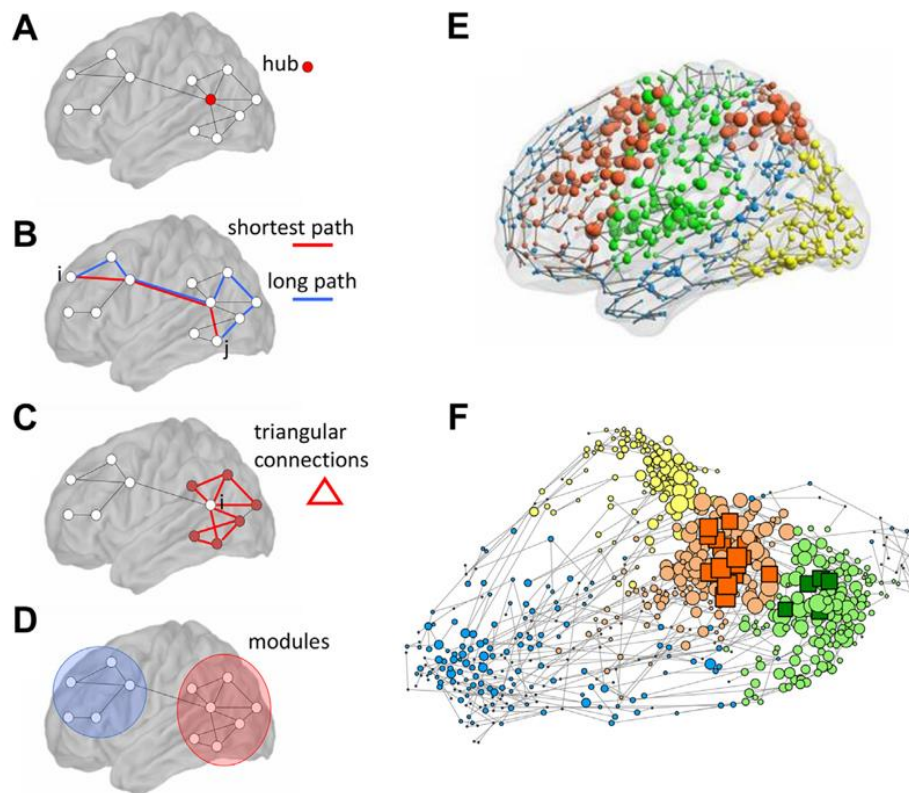 A
hub
B
shortest path
long path
i
j
C
triangular
connections
i
D
modules
E
F